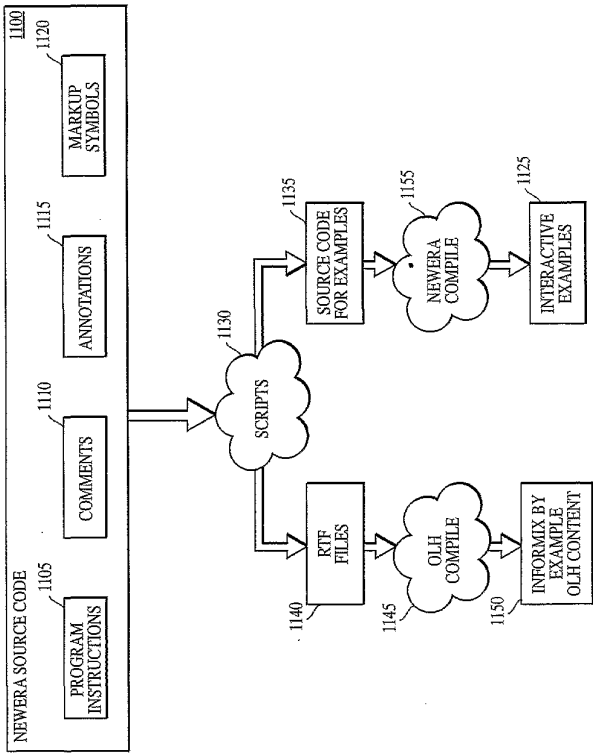 NEWERA SOURCE CODE
1100
1105
PROGRAM
INSTRUCTIONS
1110
COMMENTS
1115
ANNOTATIONS
1120
MARKUP
SYMBOLS
1130
SCRIPTS
1140
RTF
FILES
1135
SOURCE CODE
FOR EXAMPLES
1145
OLH
COMPILE
1155
NEWERA
COMPILE
1150
INFORMIX BY
EXAMPLE
OLH CONTENT
1125
INTERACTIVE
EXAMPLES